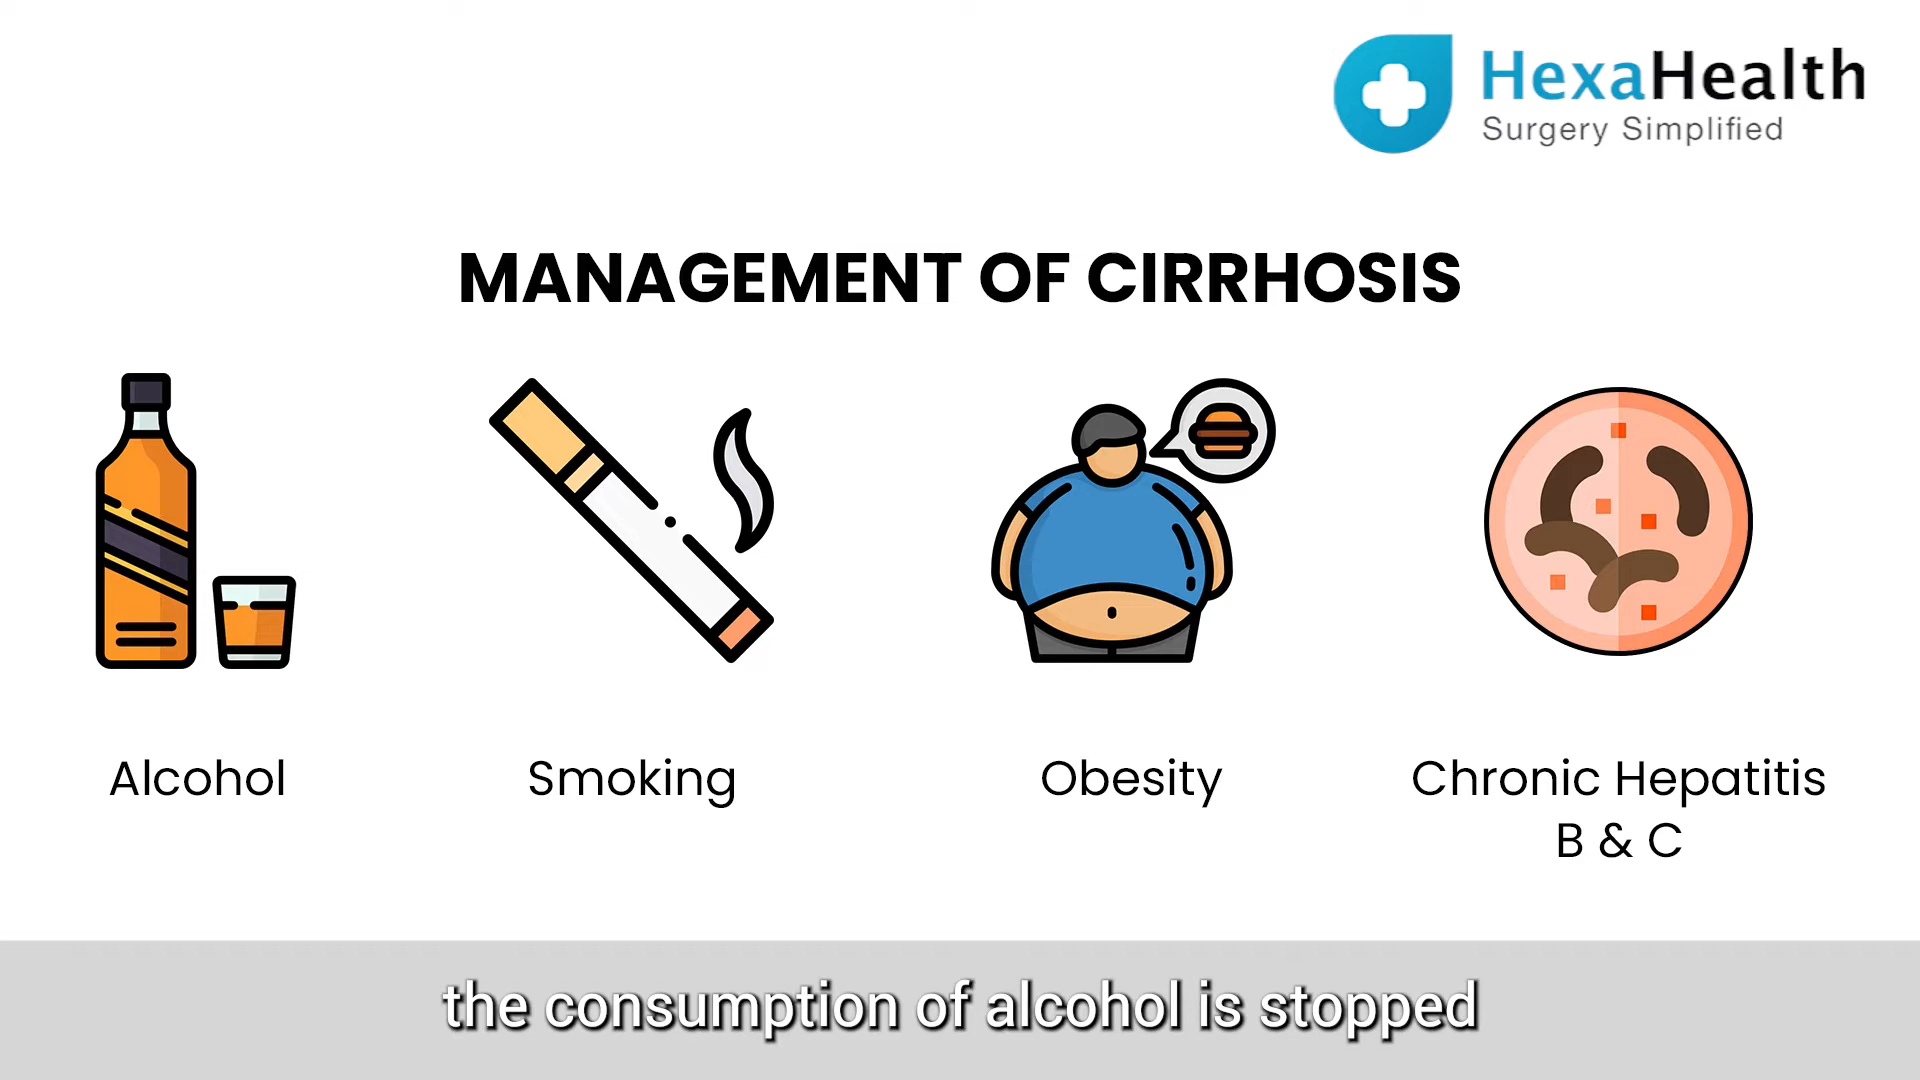 HexaHealth
Surgery Simplified
MANAGEMENT OF CIRRHOSIS
Alcohol
Smoking
Obesity
Chronic Hepatitis
B & C
the consumption of alcohol is stopped